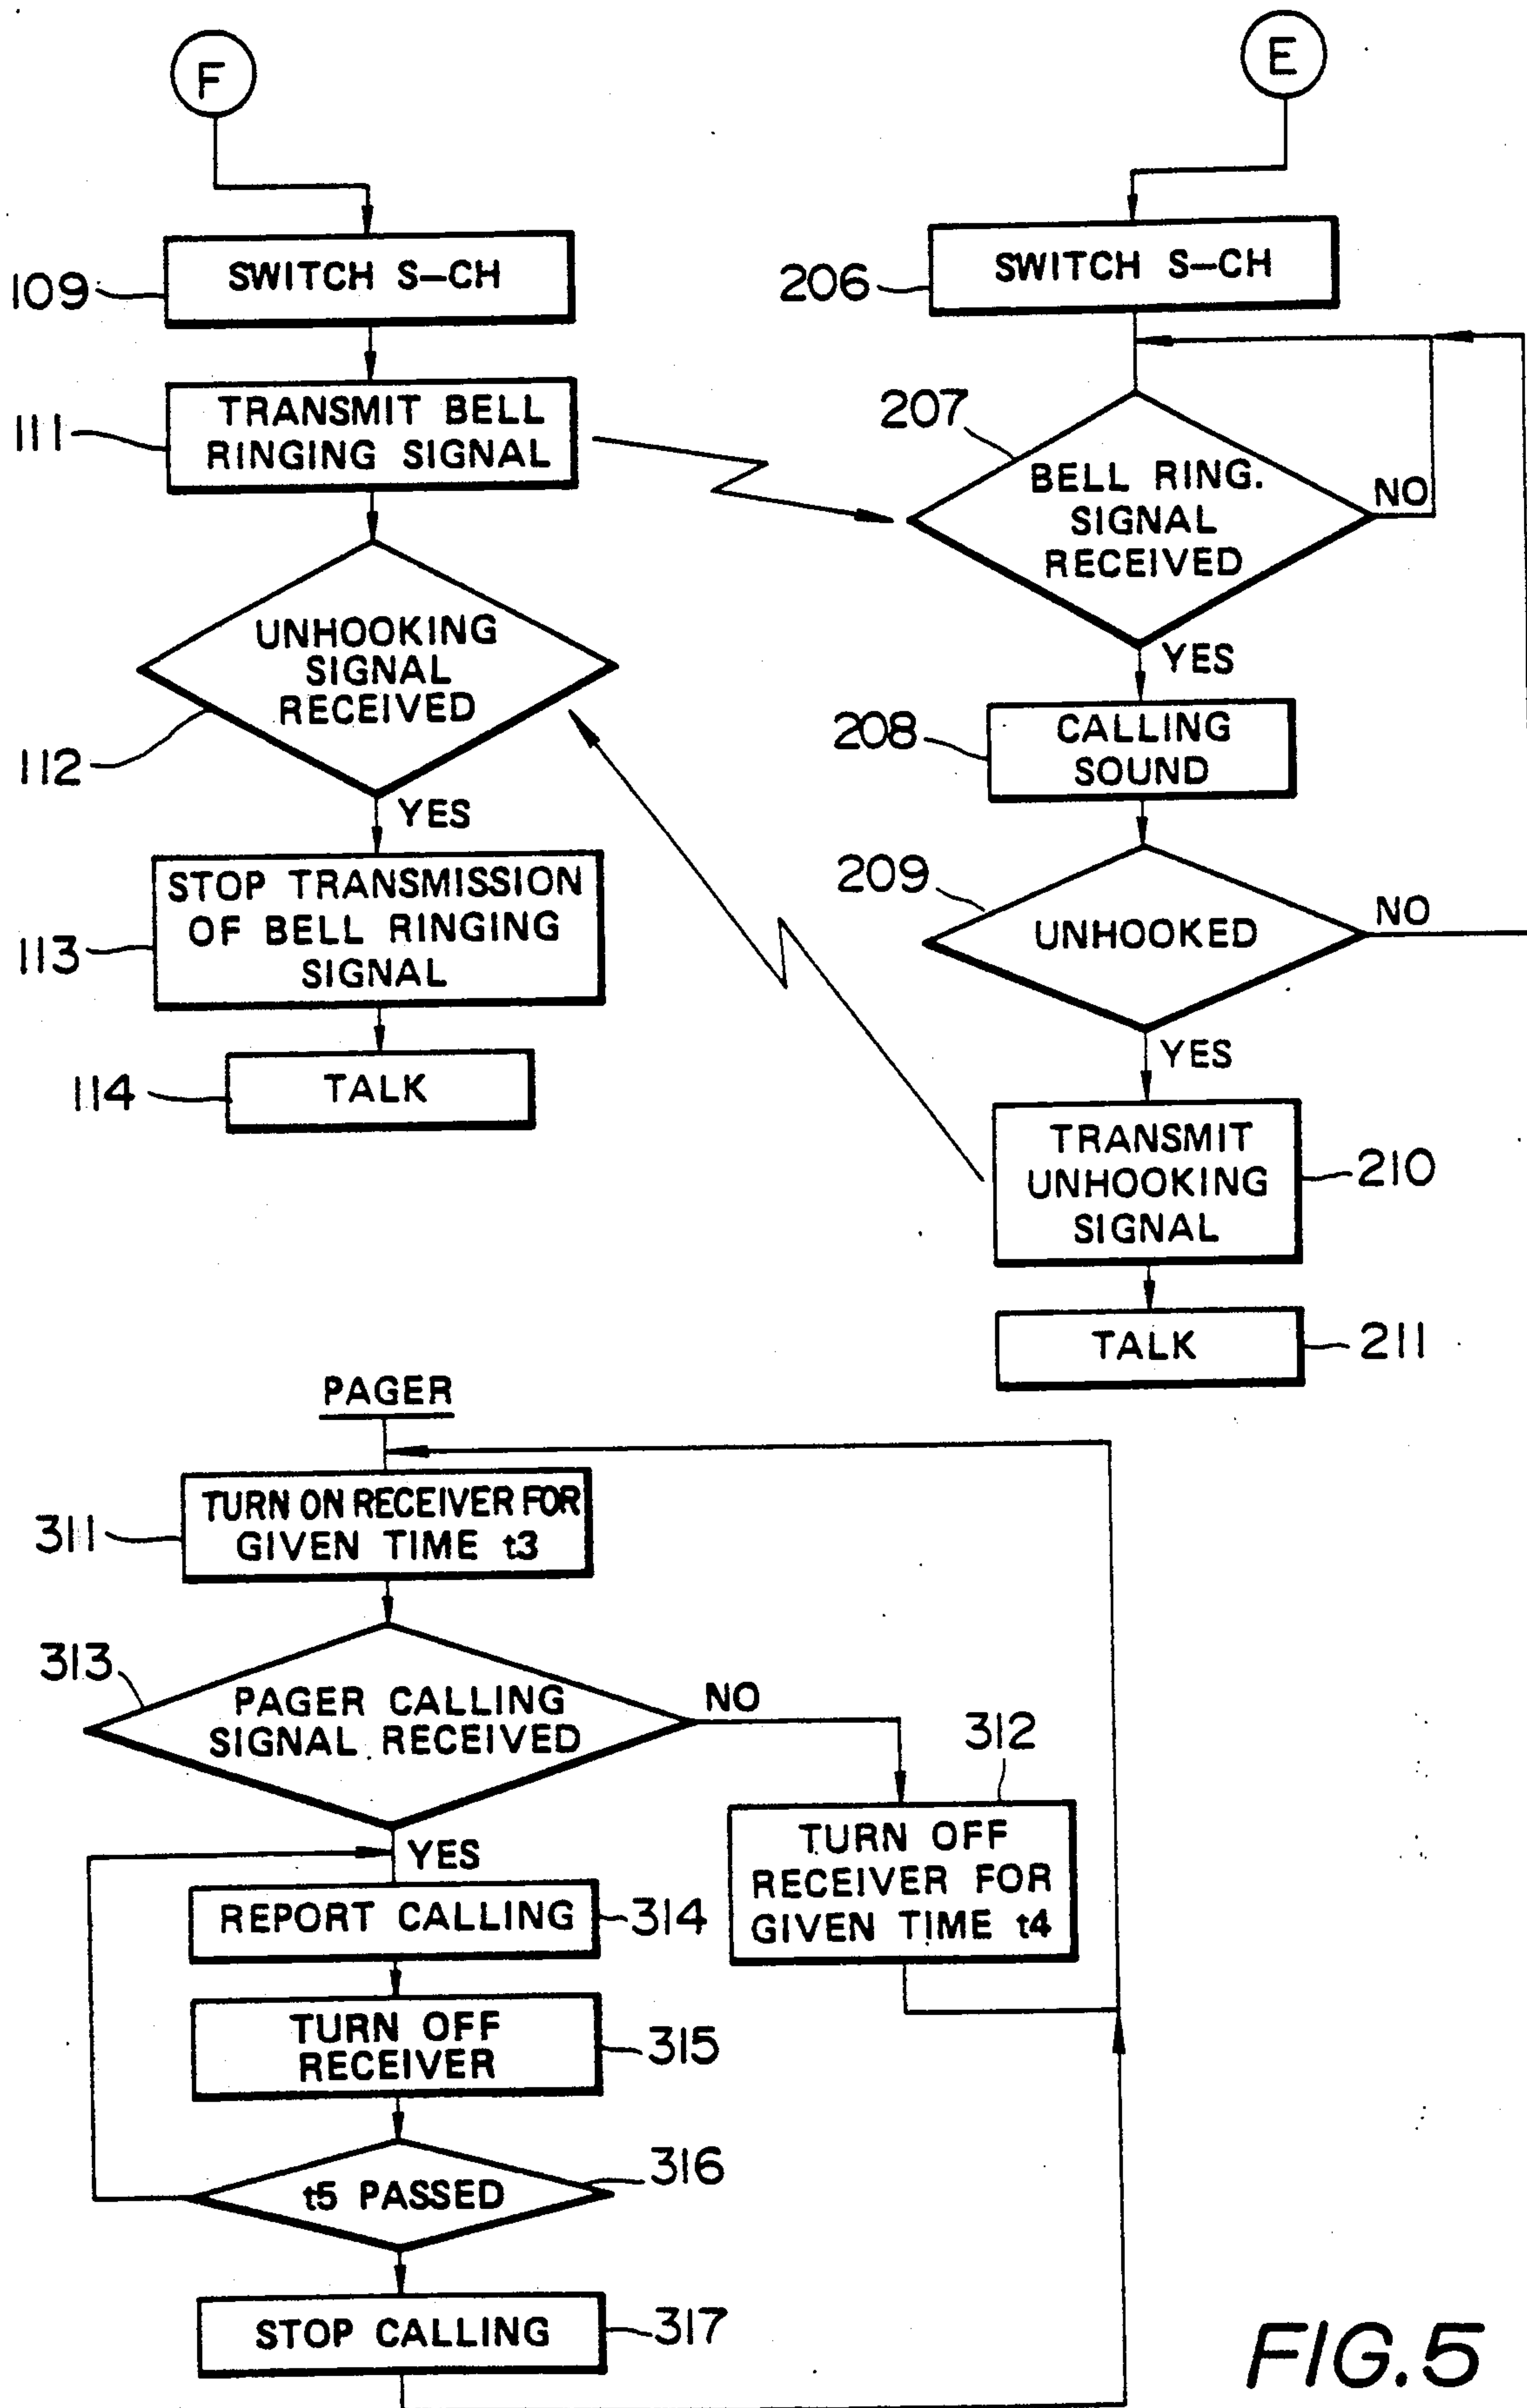 F
109
SWITCH S-CH
111
TRANSMIT BELL
RINGING SIGNAL
UNHOOKING
SIGNAL
RECEIVED
112
YES
STOP TRANSMISSION
OF BELL RINGING
SIGNAL
113
TALK
114
E
SWITCH S-CH
206
207
BELL RING.
SIGNAL
RECEIVED
NO
YES
208
CALLING
SOUND
209
UNHOOKED
NO
YES
TRANSMIT
UNHOOKING
SIGNAL
210
TALK
211
PAGER
311
TURN ON RECEIVER FOR
GIVEN TIME t3
313
PAGER CALLING
SIGNAL RECEIVED
NO
312
TURN OFF
RECEIVER FOR
GIVEN TIME t4
YES
REPORT CALLING
314
TURN OFF
RECEIVER
315
t5 PASSED
316
STOP CALLING
317
FIG.5